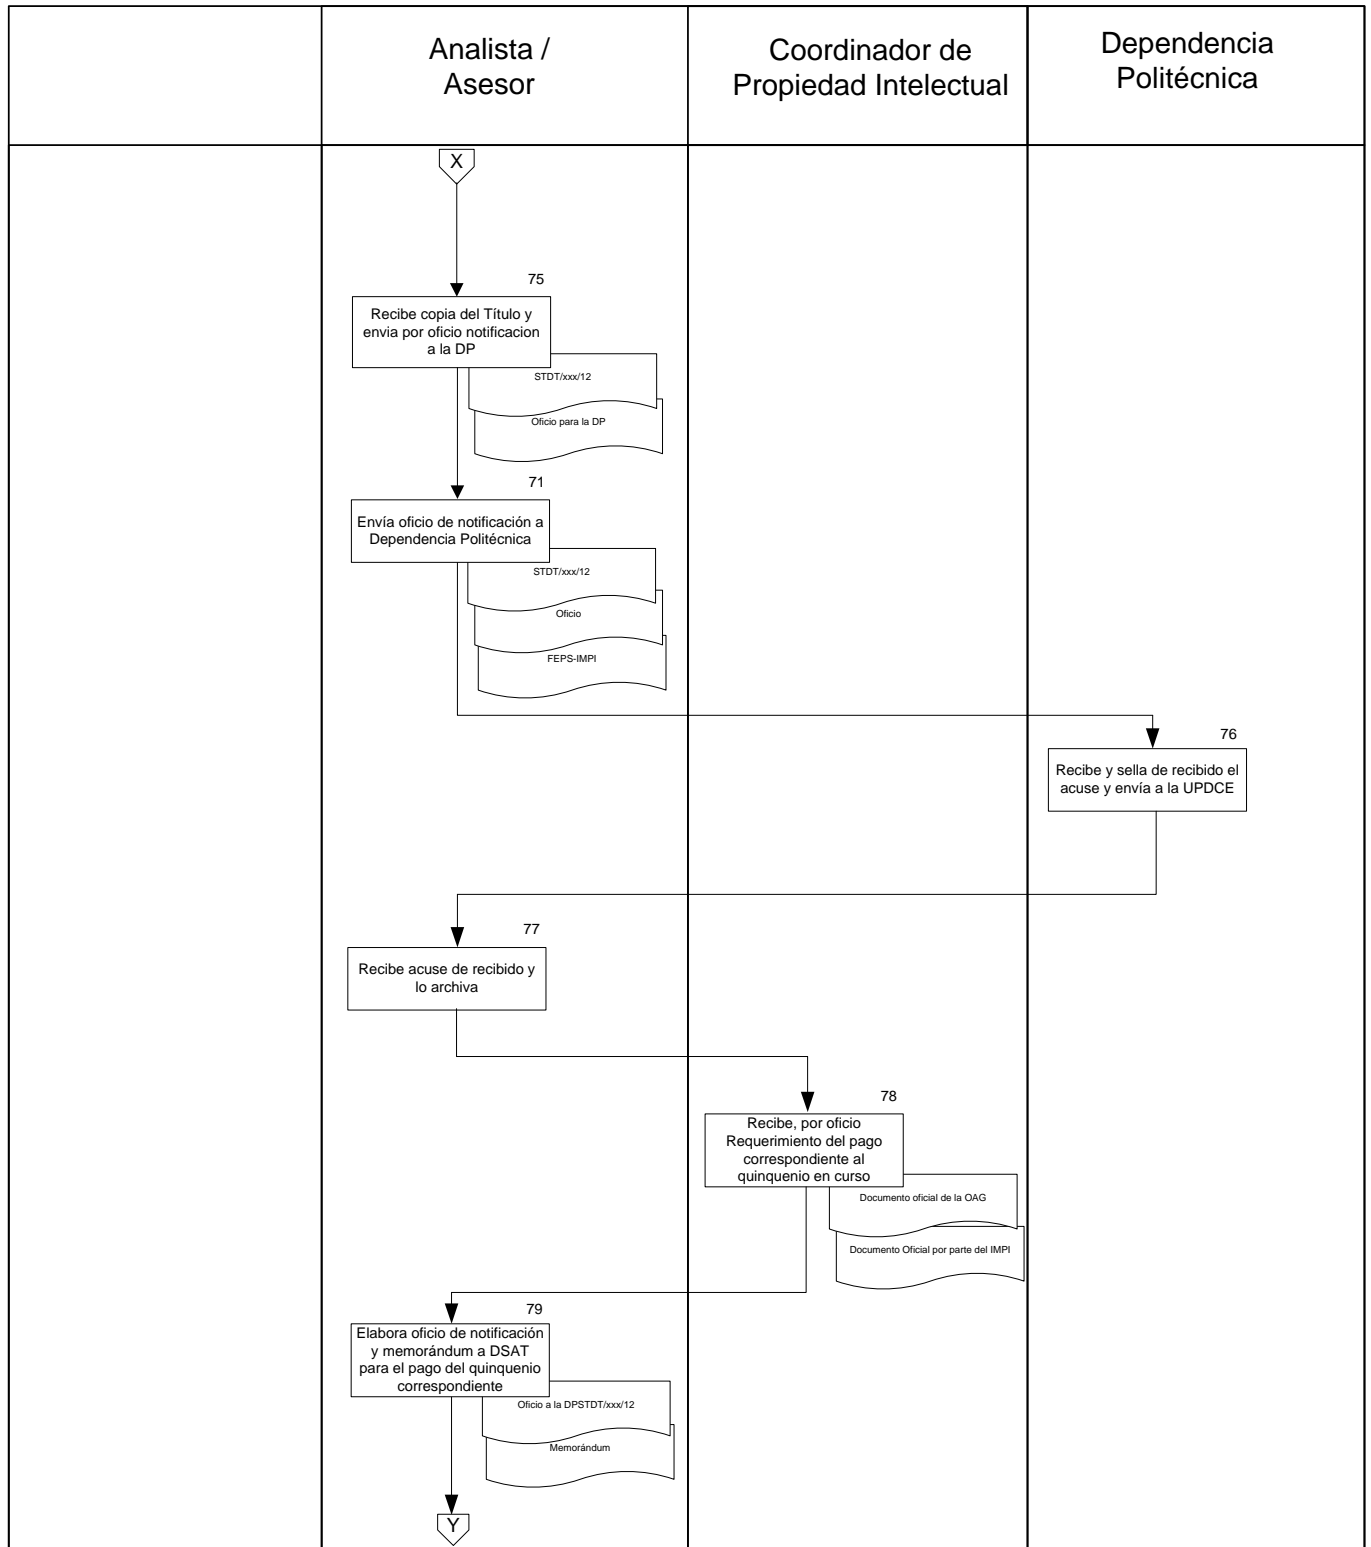 Analista /
Asesor
Coordinador de
Propiedad Intelectual
Dependencia
Politécnica
X
75
Recibe copia del Título y
envia por oficio notificacion
a la DP
STDT/xxx/12
Oficio para la DP
71
Envía oficio de notificación a
Dependencia Politécnica
STDT/xxx/12
Oficio
FEPS-IMPI
76
Recibe y sella de recibido el
acuse y envía a la UPDCE
77
Recibe acuse de recibido y
lo archiva
78
Recibe, por oficio
Requerimiento del pago
correspondiente al
quinquenio en curso
Documento oficial de la OAG
Documento Oficial por parte del IMPI
79
Elabora oficio de notificación
y memorándum a DSAT
para el pago del quinquenio
correspondiente
Oficio a la DPSTDT/xxx/12
Memorándum
Y